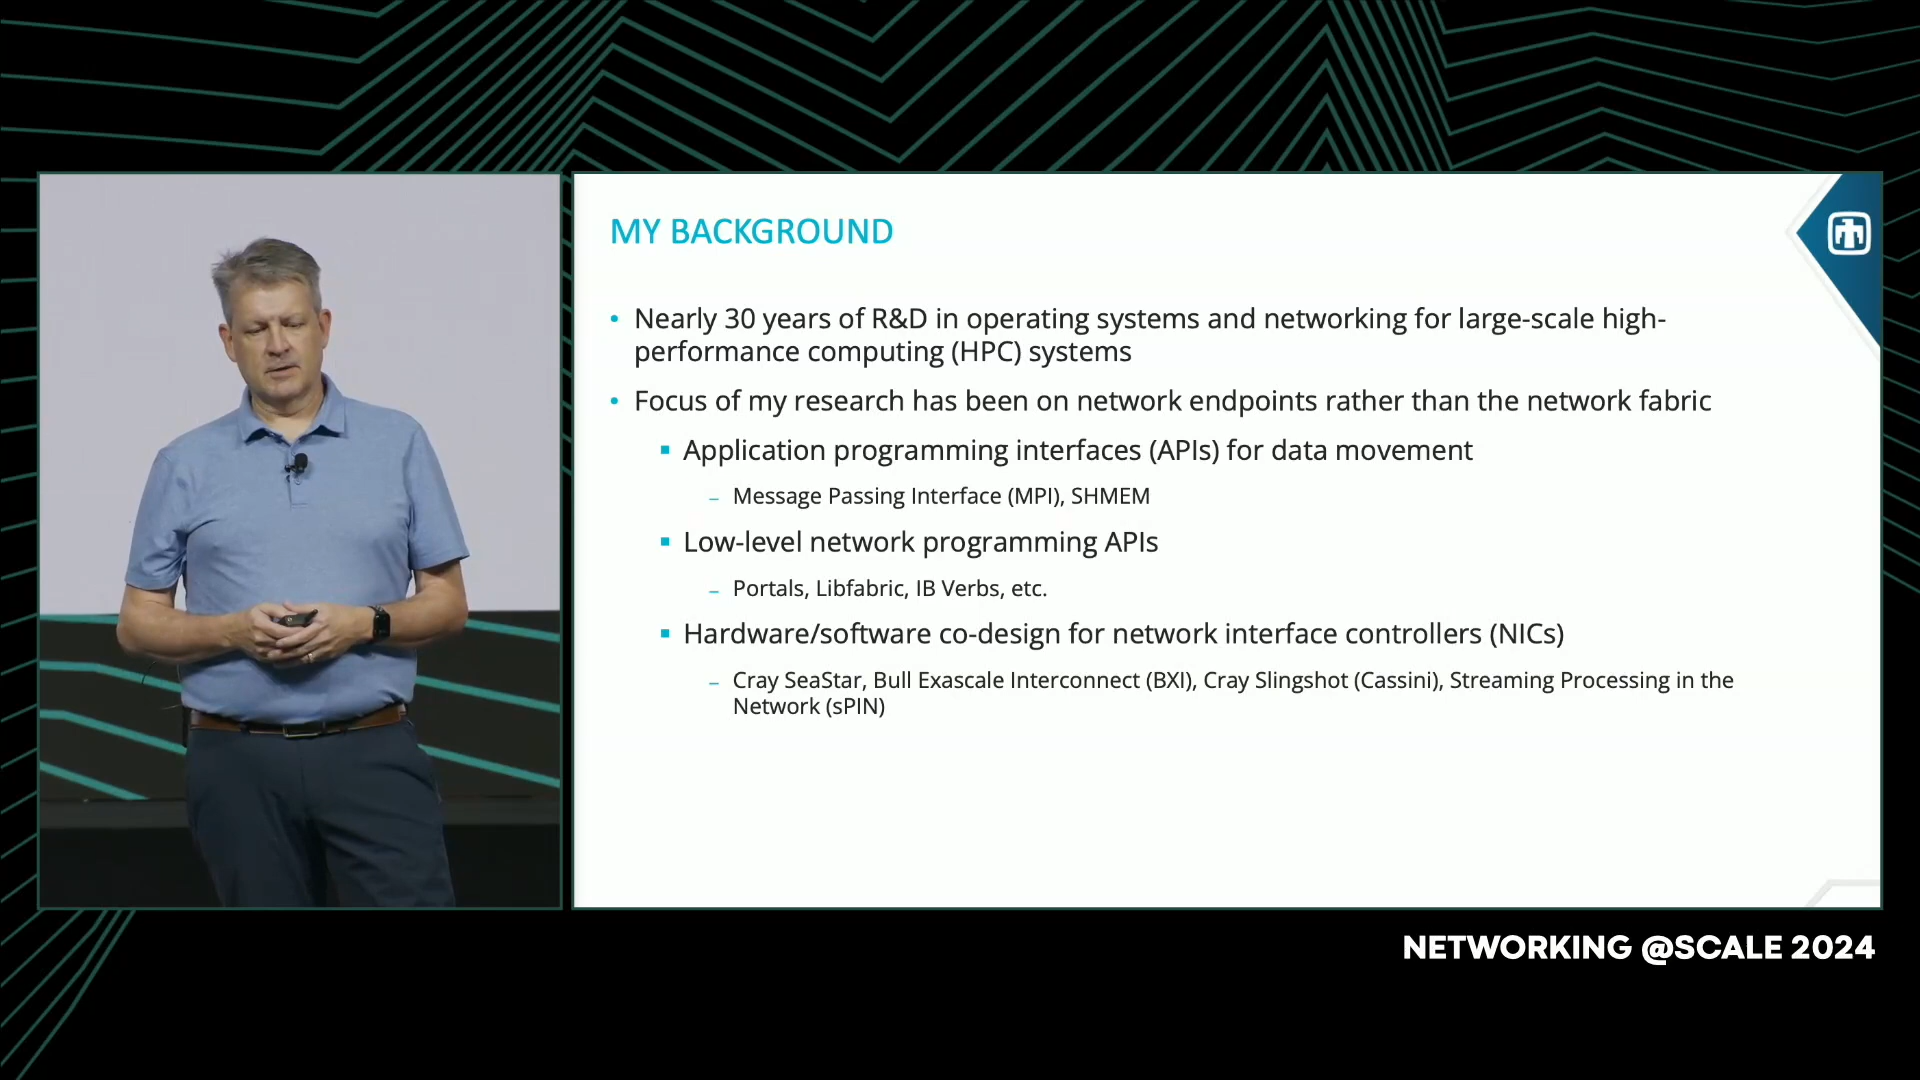 MY BACKGROUND
• Nearly 30 years of R&D in operating systems and networking for large-scale high-
performance computing (HPC) systems
• Focus of my research has been on network endpoints rather than the network fabric
▪ Application programming interfaces (APIs) for data movement
– Message Passing Interface (MPI), SHMEM
▪ Low-level network programming APIs
– Portals, Libfabric, IB Verbs, etc.
▪ Hardware/software co-design for network interface controllers (NICs)
– Cray SeaStar, Bull Exascale Interconnect (BXI), Cray Slingshot (Cassini), Streaming Processing in the
Network (sPIN)
NETWORKING @SCALE 2024